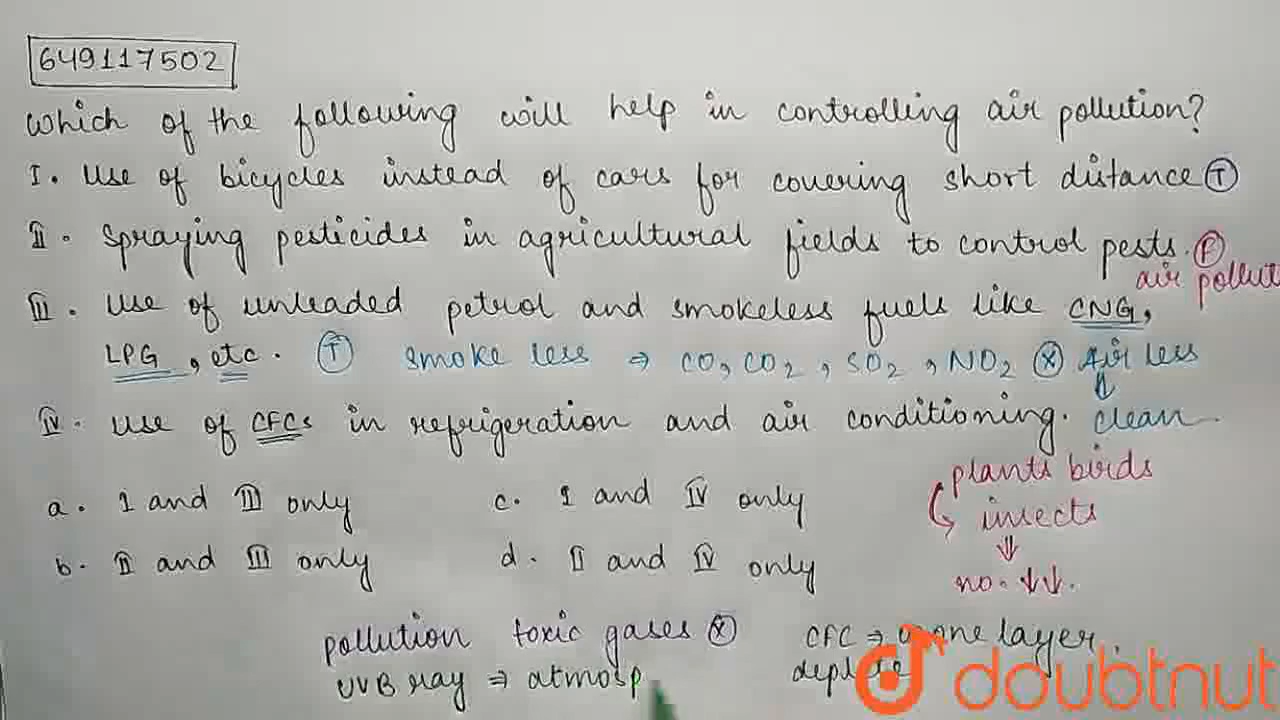 649117502
Which of the following will help in controlling air pollution?
I. Use of bicycles instead of cars for covering short distance Ⓣ
II. Spraying pesticides in agricultural fields to control pests. Ⓕ
air pollut
III. Use of unleaded petrol and smokeless fuels like CNG,
LPG, etc. Ⓣ smoke less ⇒ CO, CO2, SO2, NO2 ⓧ Air less
IV. Use of CFCs in refrigeration and air conditioning. clean
a. I and III only c. I and IV only
b. II and III only d. II and IV only
plants birds
insects
⇓
no. ↓↓.
pollution toxic gases ⓧ CFC ⇒ layer.
UVB ray ⇒ atmosp
doubtnut